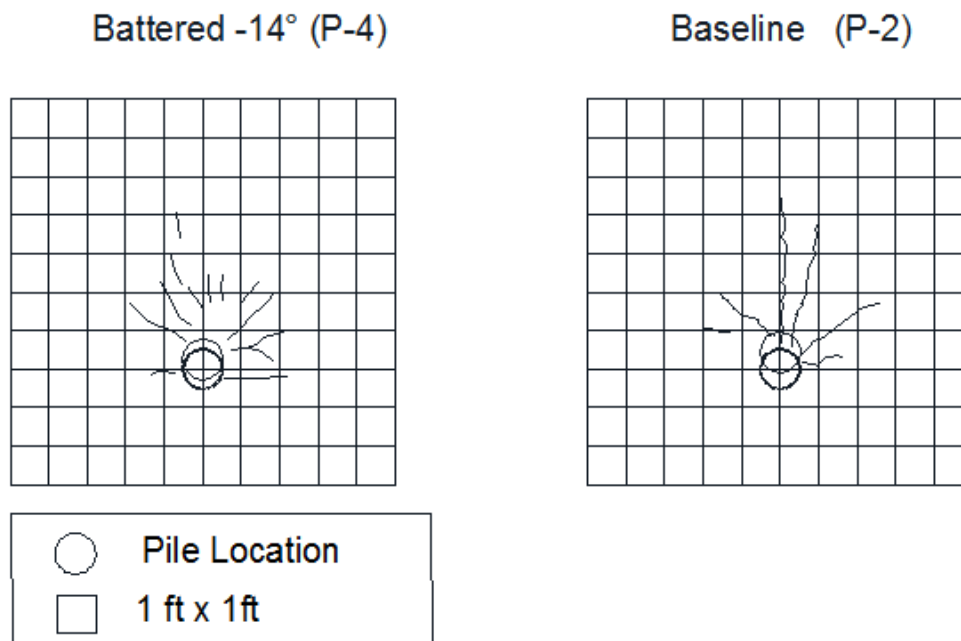 Battered -14° (P-4)
Baseline (P-2)
Pile Location
1 ft x 1ft